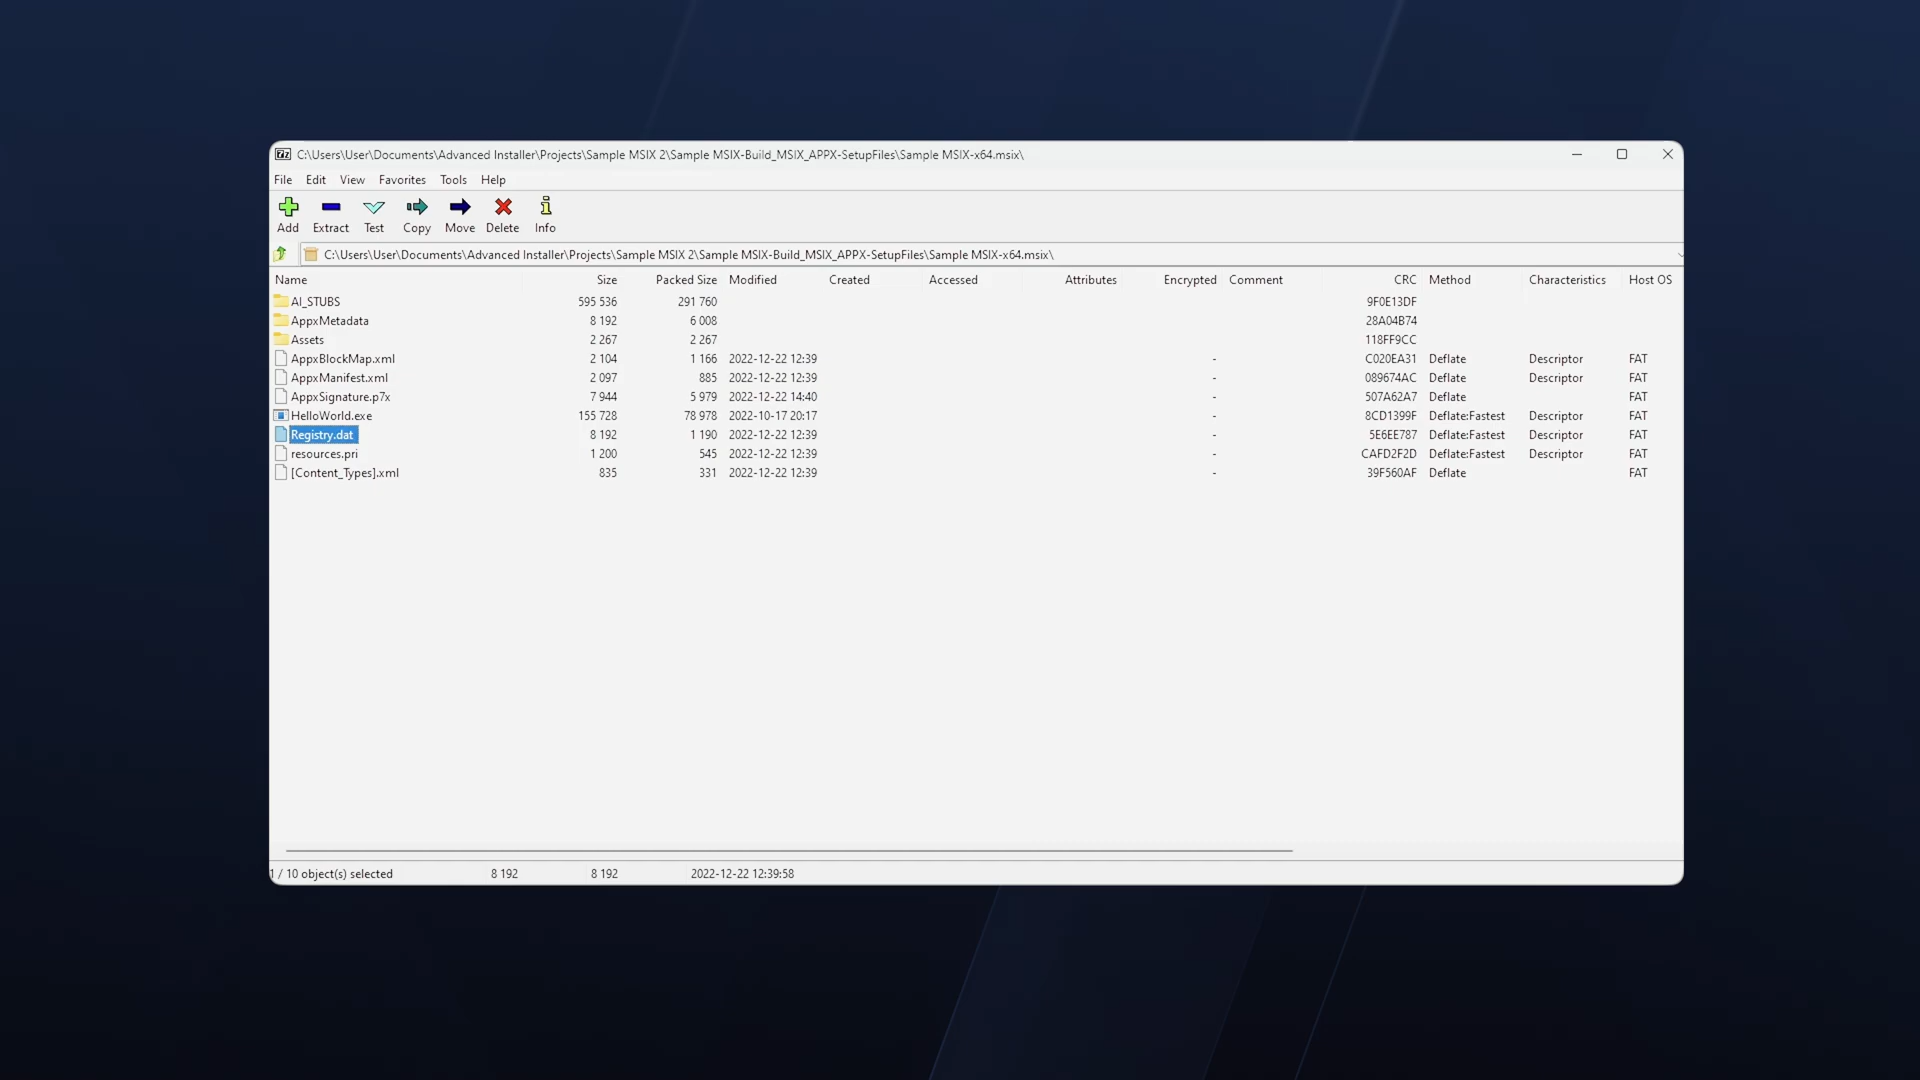 C:\Users\User\Documents\Advanced Installer\Projects\Sample MSIX 2\Sample MSIX-Build_MSIX_APPX-SetupFiles\Sample MSIX-x64.msix\
File Edit View Favorites Tools Help
Add Extract Test Copy Move Delete Info
C:\Users\User\Documents\Advanced Installer\Projects\Sample MSIX 2\Sample MSIX-Build_MSIX_APPX-SetupFiles\Sample MSIX-x64.msix\
Name Size Packed Size Modified Created Accessed Attributes Encrypted Comment CRC Method Characteristics Host OS
AI_STUBS 595 536 291 760 9F0E13DF
AppxMetadata 8 192 6 008 28A04B74
Assets 2 267 2 267 118FF9CC
AppxBlockMap.xml 2 104 1 166 2022-12-22 12:39 - C020EA31 Deflate Descriptor FAT
AppxManifest.xml 2 097 885 2022-12-22 12:39 - 089674AC Deflate Descriptor FAT
AppxSignature.p7x 7 944 5 979 2022-12-22 14:40 - 507A62A7 Deflate FAT
HelloWorld.exe 155 728 78 978 2022-10-17 20:17 - 8CD1399F Deflate:Fastest Descriptor FAT
Registry.dat 8 192 1 190 2022-12-22 12:39 - 5E6EE787 Deflate:Fastest Descriptor FAT
resources.pri 1 200 545 2022-12-22 12:39 - CAFD2F2D Deflate:Fastest Descriptor FAT
[Content_Types].xml 835 331 2022-12-22 12:39 - 39F560AF Deflate FAT
1 / 10 object(s) selected 8 192 8 192 2022-12-22 12:39:58